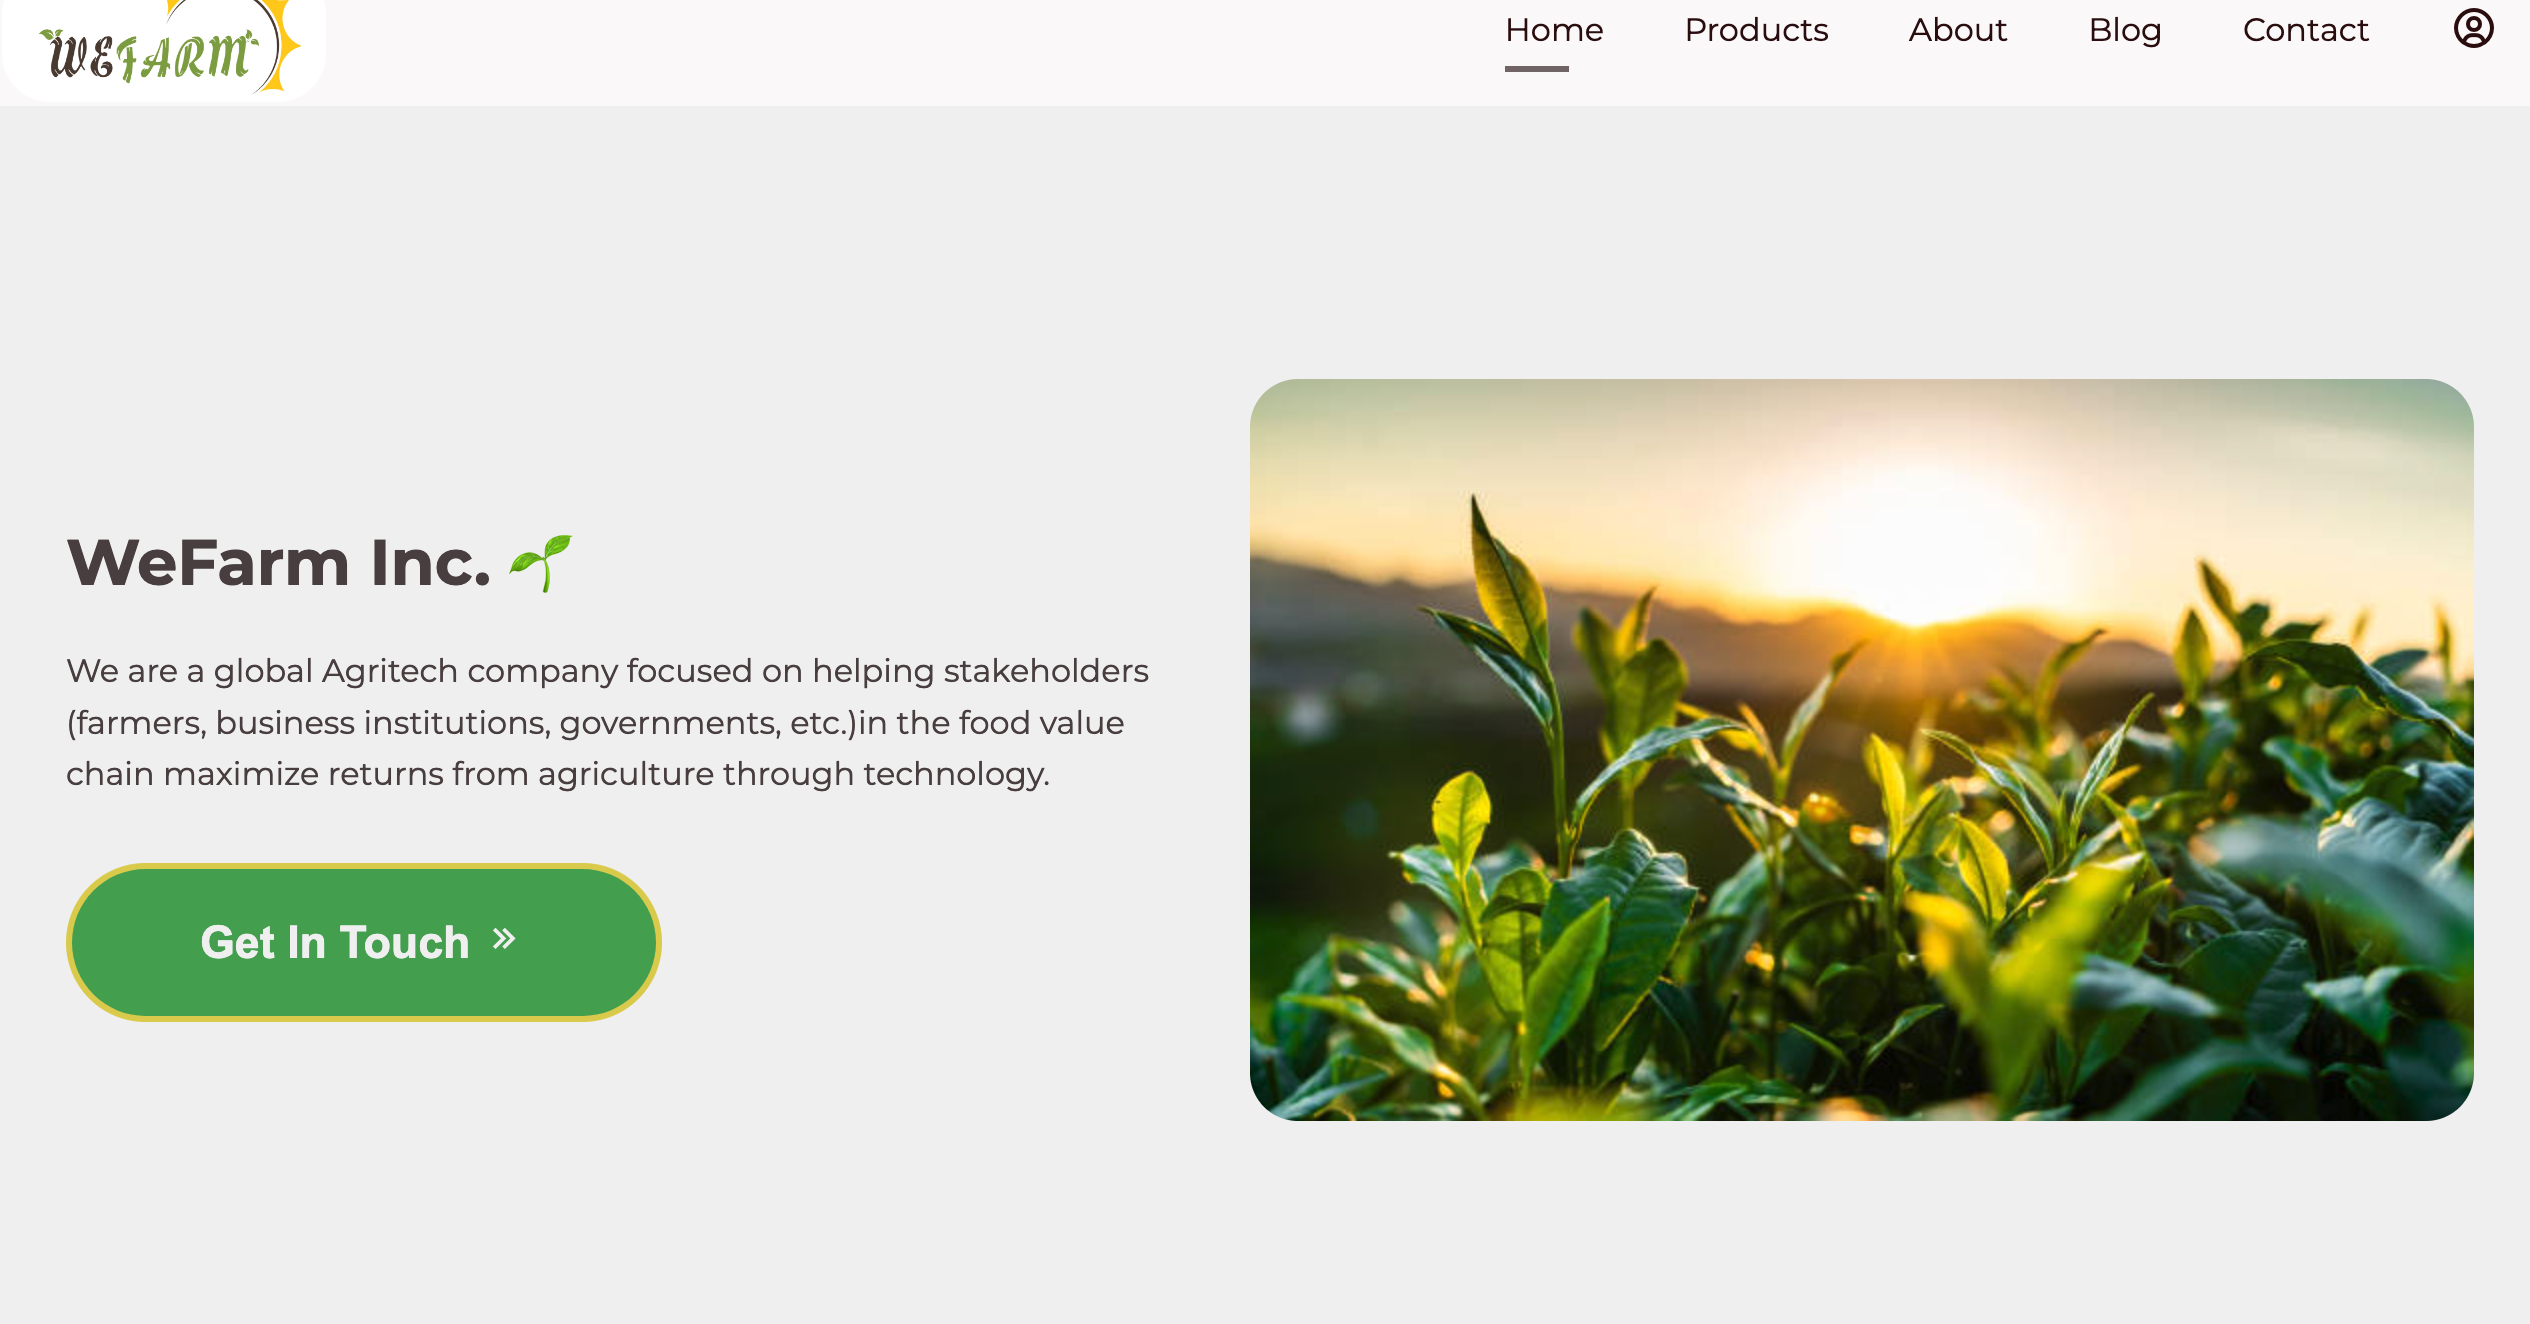 WEFARM
Home Products About Blog Contact
WeFarm Inc.
We are a global Agritech company focused on helping stakeholders
(farmers, business institutions, governments, etc.)in the food value
chain maximize returns from agriculture through technology.
Get In Touch »